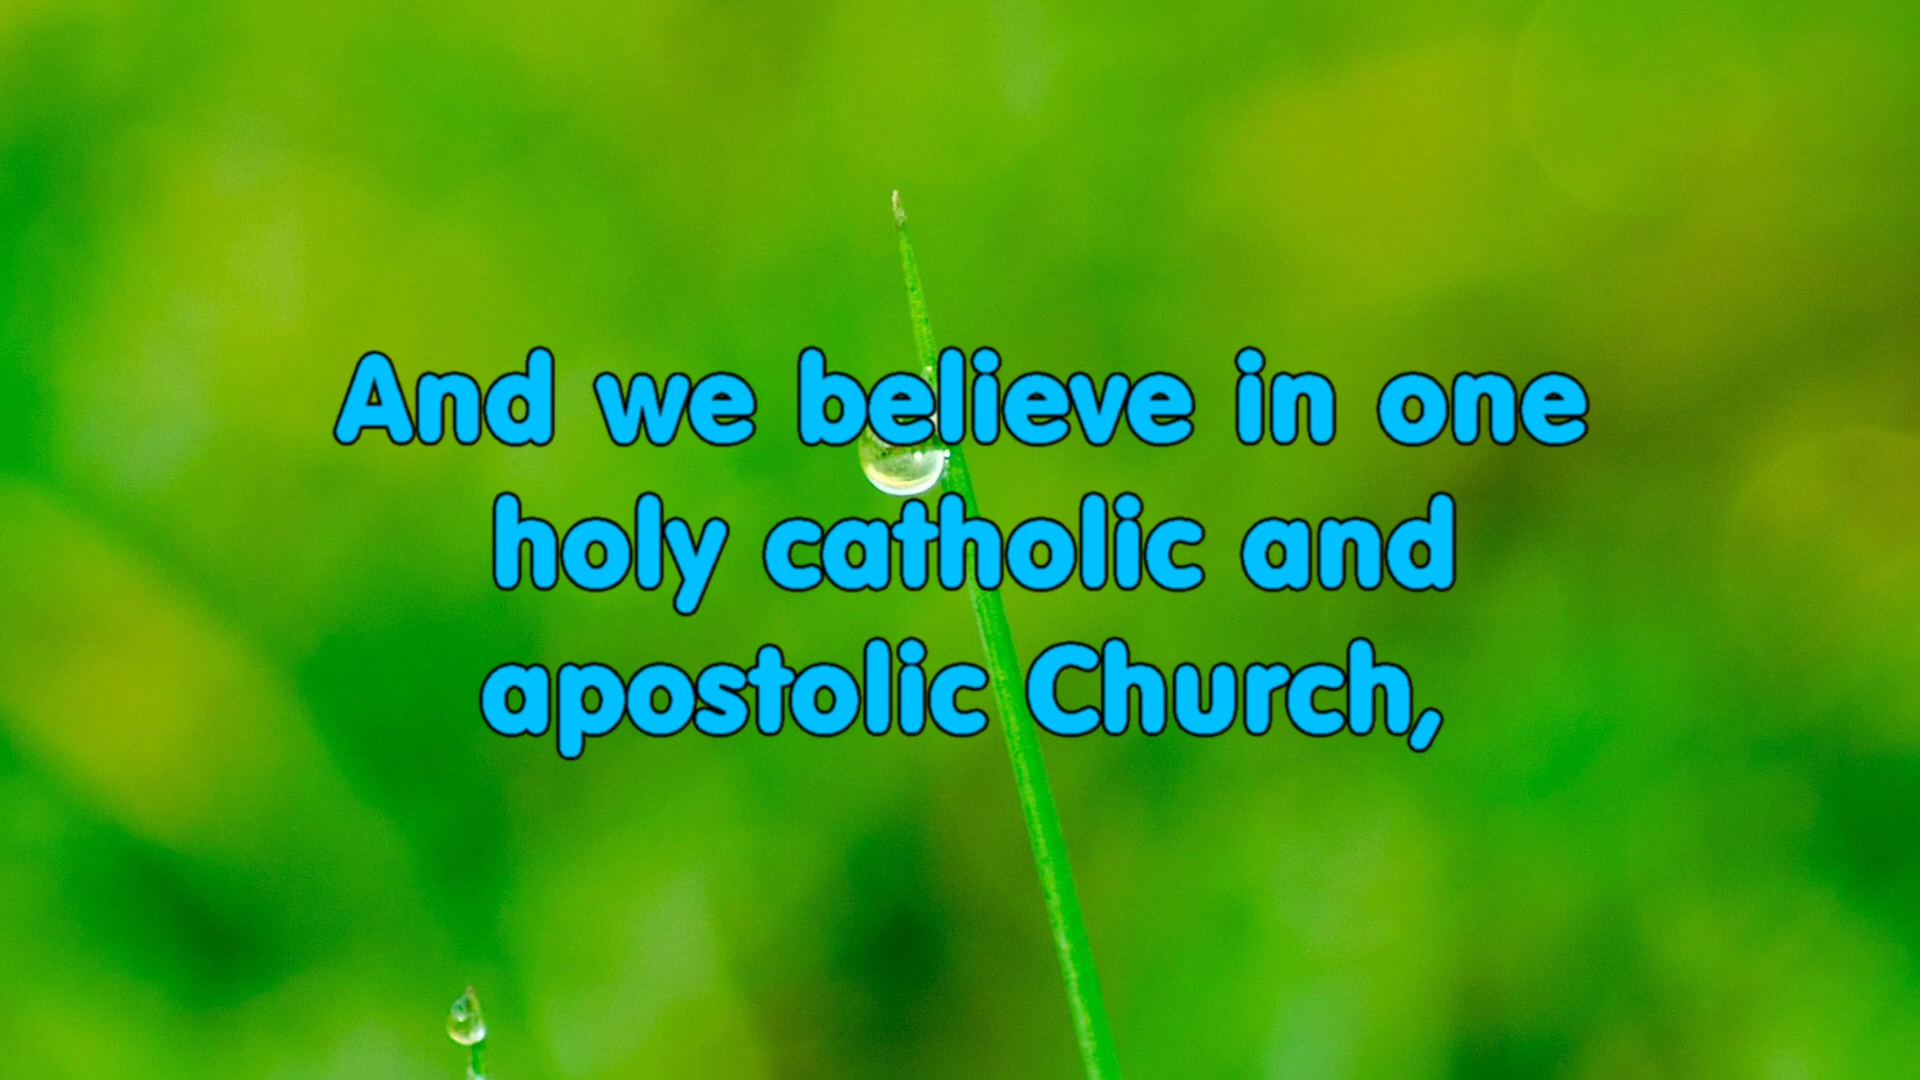 And we believe in one
holy catholic and
apostolic Church,